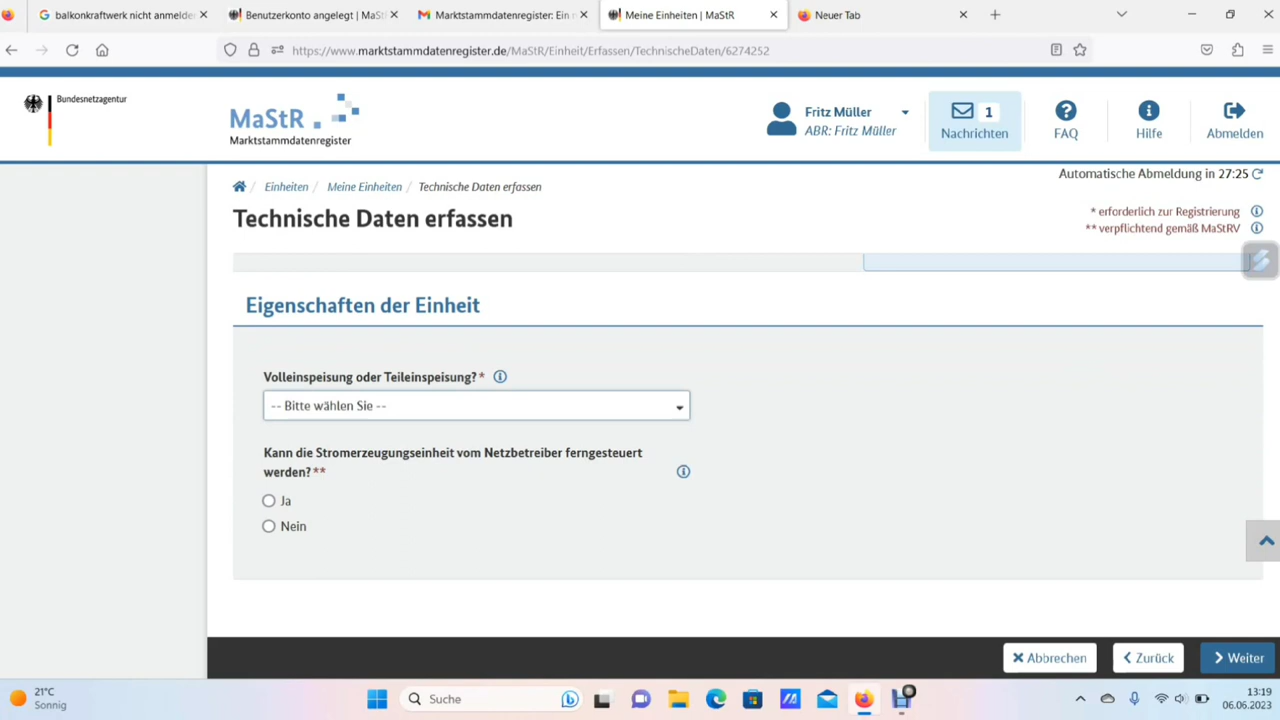 balkonkraftwerk nicht anmelde
Benutzerkonto angelegt | MaSt
Marktstammdatenregister: Ein n
Meine Einheiten | MaStR
Neuer Tab
https://www.marktstammdatenregister.de/MaStR/Einheit/Erfassen/TechnischeDaten/6274252
Bundesnetzagentur
MaStR
Marktstammdatenregister
Fritz Müller
ABR: Fritz Müller
1
Nachrichten
FAQ
Hilfe
Abmelden
Automatische Abmeldung in 27:25
Einheiten / Meine Einheiten / Technische Daten erfassen
Technische Daten erfassen
* erforderlich zur Registrierung
** verpflichtend gemäß MaStRV
Eigenschaften der Einheit
Volleinspeisung oder Teileinspeisung?*
-- Bitte wählen Sie --
Kann die Stromerzeugungseinheit vom Netzbetreiber ferngesteuert
werden?**
Ja
Nein
Abbrechen
Zurück
Weiter
21°C
Sonnig
Suche
13:19
06.06.2023